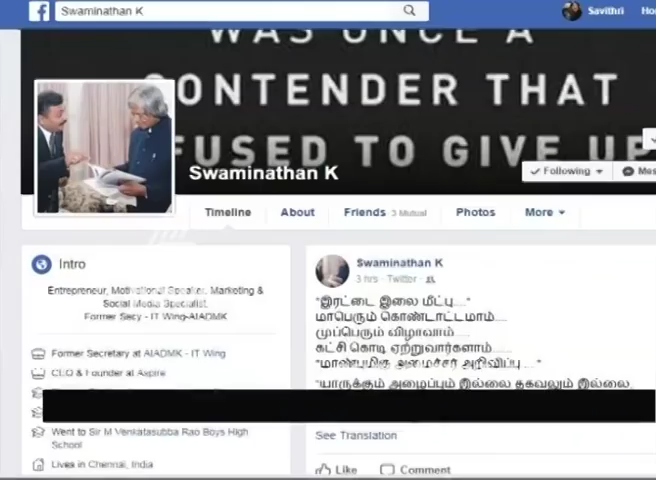 Swaminathan K
Savithri
WAS ONCE A
CONTENDER THAT
FUSED TO GIVE UP
Swaminathan K
Following
Timeline
About
Friends 3 Mutual
Photos
More
Intro
Entrepreneur, Motivational Speaker, Marketing &
Social Media Specialist.
Former Secy - IT Wing-AIADMK
Former Secretary at AIADMK - IT Wing
CEO & Founder at Aspire
Went to Sir M Venkatasubba Rao Boys High
School
Lives in Chennai, India
Swaminathan K
3 hrs · Twitter ·
"இரட்டை இலை மீட்பு...."
மாபெரும் கொண்டாட்டமாம்....
முப்பெரும் விழாவாம்.....
கட்சி கொடி ஏற்றுவார்களாம்.....
"மாண்புமிகு அமைச்சர் அறிவிப்பு...."
"யாருக்கும் அழைப்பும் இல்லை தகவலும் இல்லை,
See Translation
Like
Comment